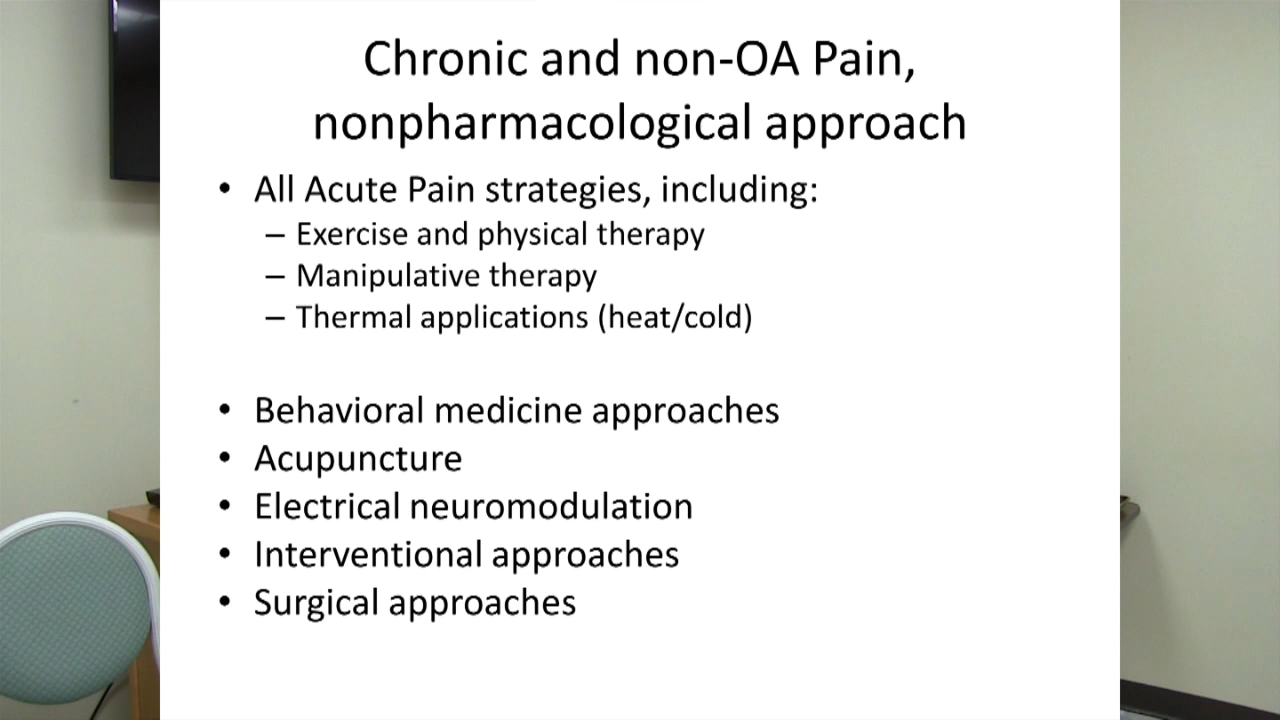 Chronic and non-OA Pain,
nonpharmacological approach
• All Acute Pain strategies, including:
– Exercise and physical therapy
– Manipulative therapy
– Thermal applications (heat/cold)
• Behavioral medicine approaches
• Acupuncture
• Electrical neuromodulation
• Interventional approaches
• Surgical approaches